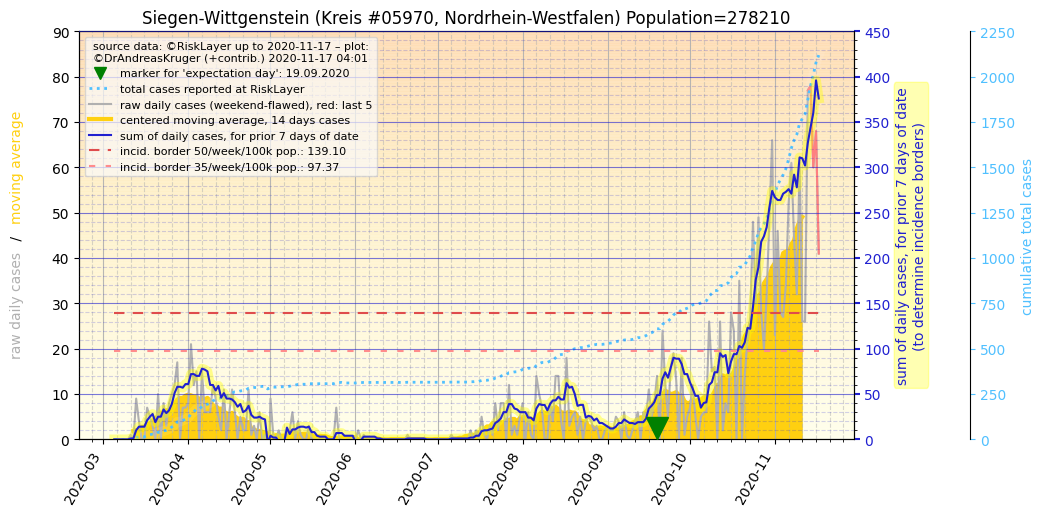 Siegen-Wittgenstein (Kreis #05970, Nordrhein-Westfalen) Population=278210
source data: ©RiskLayer up to 2020-11-17 – plot:
©DrAndreasKruger (+contrib.) 2020-11-17 04:01
marker for 'expectation day': 19.09.2020
total cases reported at RiskLayer
raw daily cases (weekend-flawed), red: last 5
centered moving average, 14 days cases
sum of daily cases, for prior 7 days of date
incid. border 50/week/100k pop.: 139.10
incid. border 35/week/100k pop.: 97.37
raw daily cases / moving average
90
80
70
60
50
40
30
20
10
0
450
400
350
300
250
200
150
100
50
0
sum of daily cases, for prior 7 days of date
(to determine incidence borders)
2250
2000
1750
1500
1250
1000
750
500
250
0
cumulative total cases
2020-03
2020-04
2020-05
2020-06
2020-07
2020-08
2020-09
2020-10
2020-11